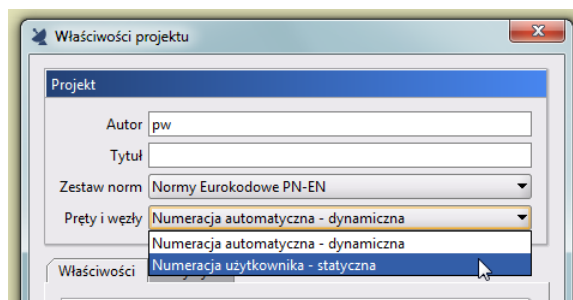 Właściwości projektu
Projekt
Autor pw
Tytuł
Zestaw norm Normy Eurokodowe PN-EN
Pręty i węzły Numeracja automatyczna - dynamiczna
Numeracja automatyczna - dynamiczna
Numeracja użytkownika - statyczna
Właściwości